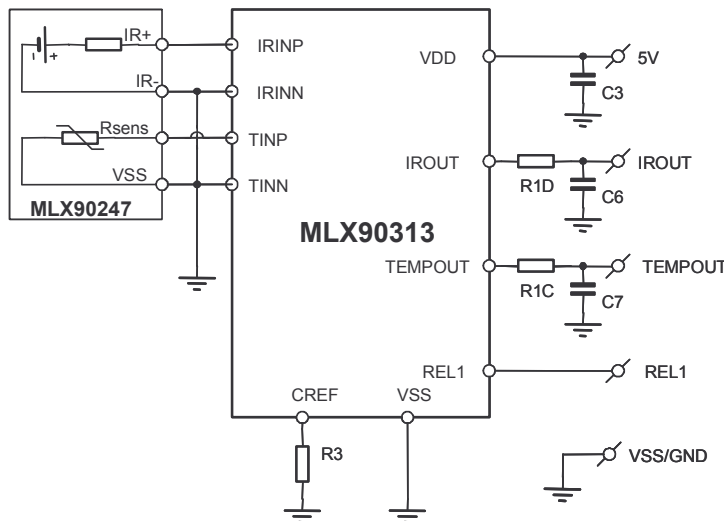 IR+
IRINP
VDD
5V
C3
IR-
IRINN
Rsens
TINP
IROUT
R1D
IROUT
C6
VSS
TINN
MLX90247
MLX90313
TEMPOUT
R1C
TEMPOUT
C7
REL1
REL1
CREF
VSS
R3
VSS/GND